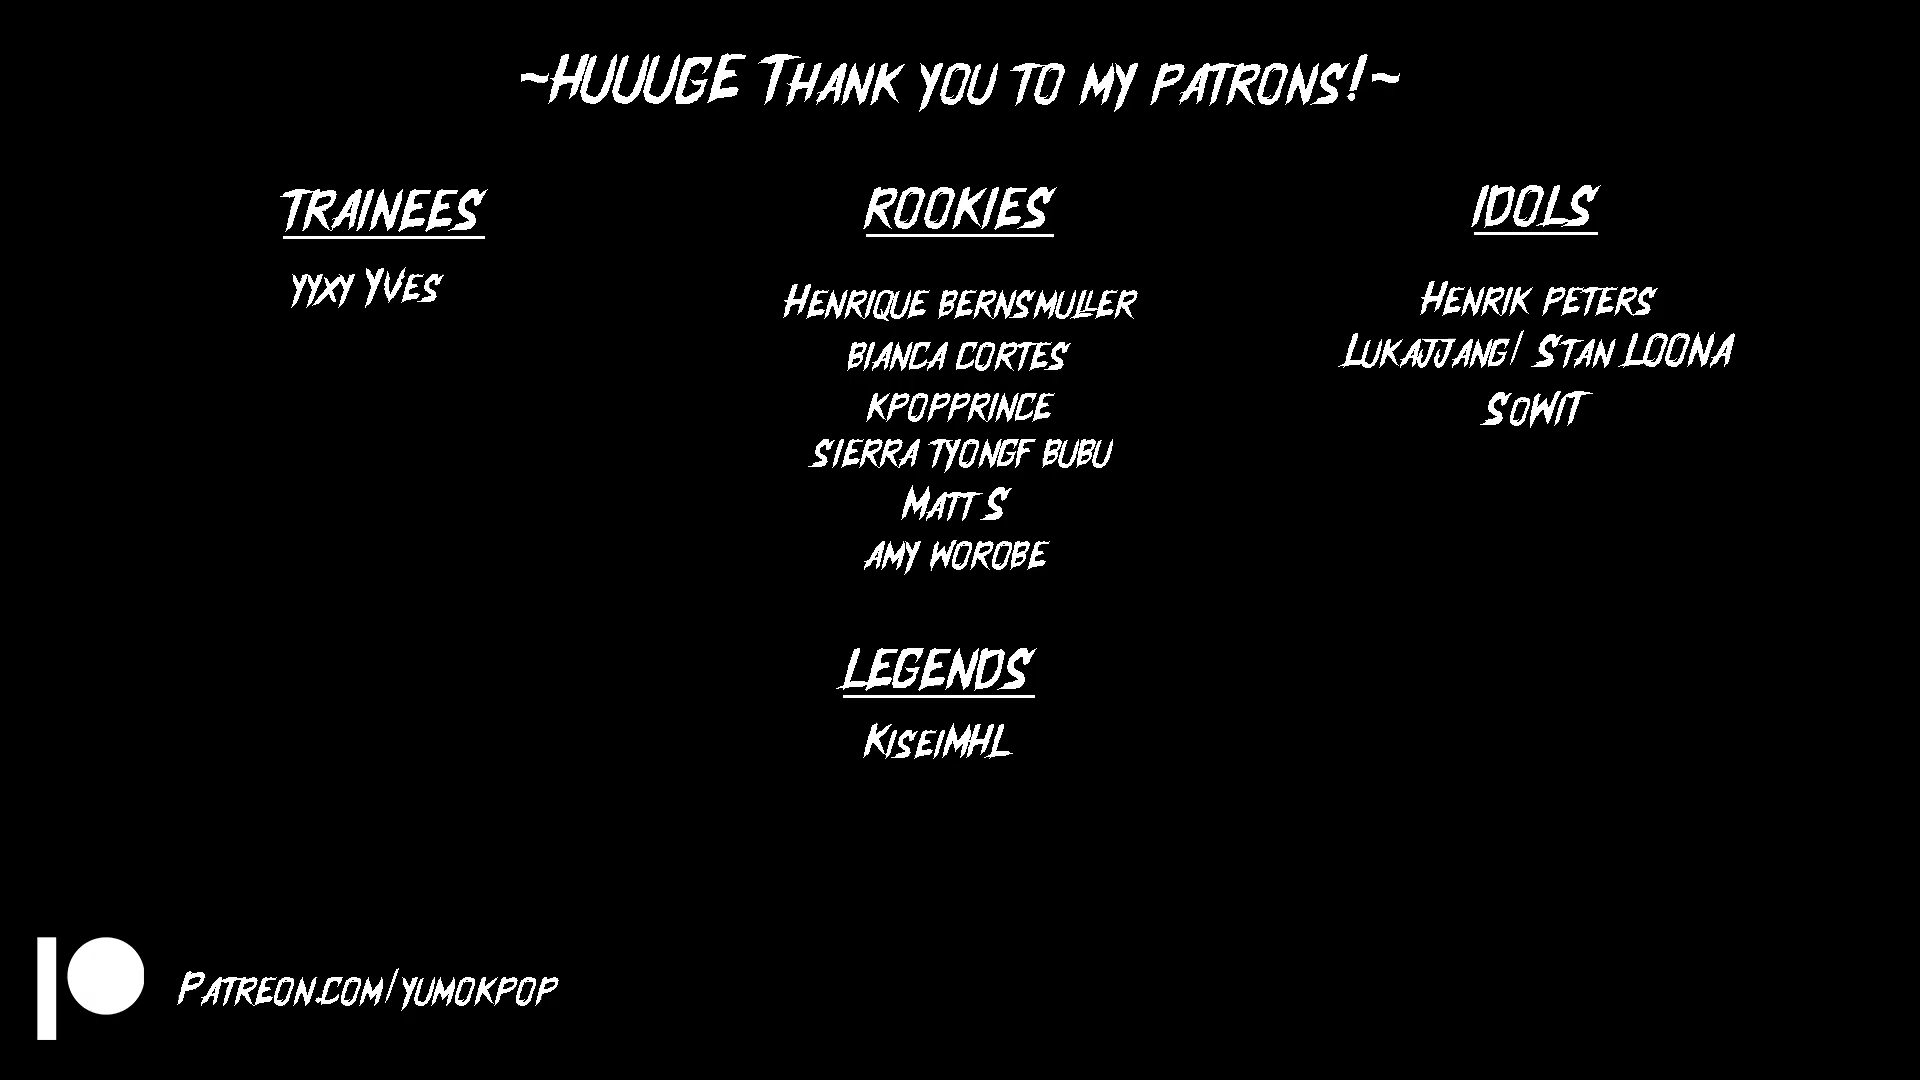 ~HUUUGE Thank you to my patrons!~
TRAINEES
yyxy YVes
ROOKIES
Henrique bernsmuller
bianca cortes
kpopprince
sierra tyongf bubu
Matt S
amy worobe
IDOLS
Henrik peters
Lukajjang/ Stan LOONA
SoWiT
LEGENDS
KiseiMHL
Patreon.com/yumokpop